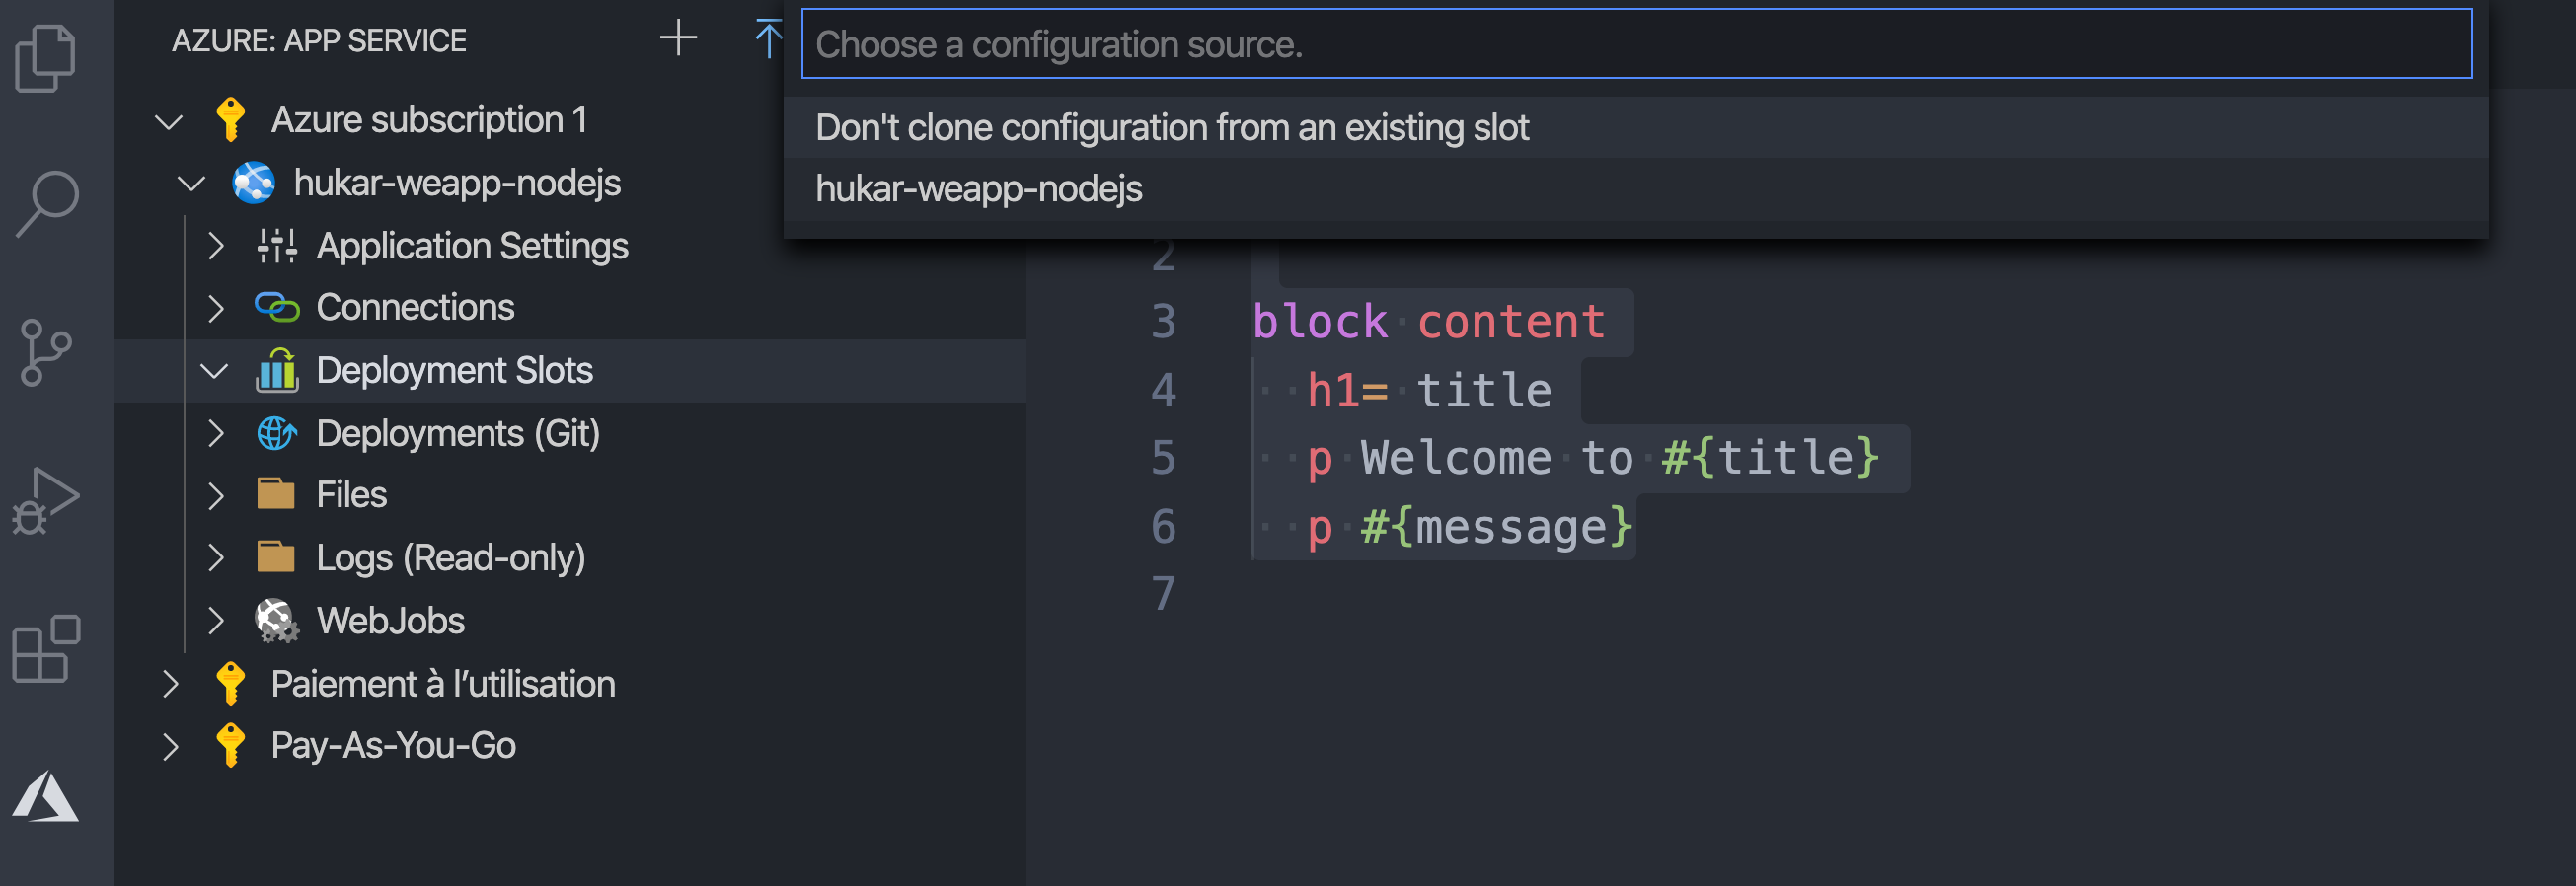 AZURE: APP SERVICE
Azure subscription 1
hukar-weapp-nodejs
Application Settings
Connections
Deployment Slots
Deployments (Git)
Files
Logs (Read-only)
WebJobs
Paiement à l’utilisation
Pay-As-You-Go
Choose a configuration source.
Don't clone configuration from an existing slot
hukar-weapp-nodejs
2
3 block content
4 h1= title
5 p Welcome to #{title}
6 p #{message}
7